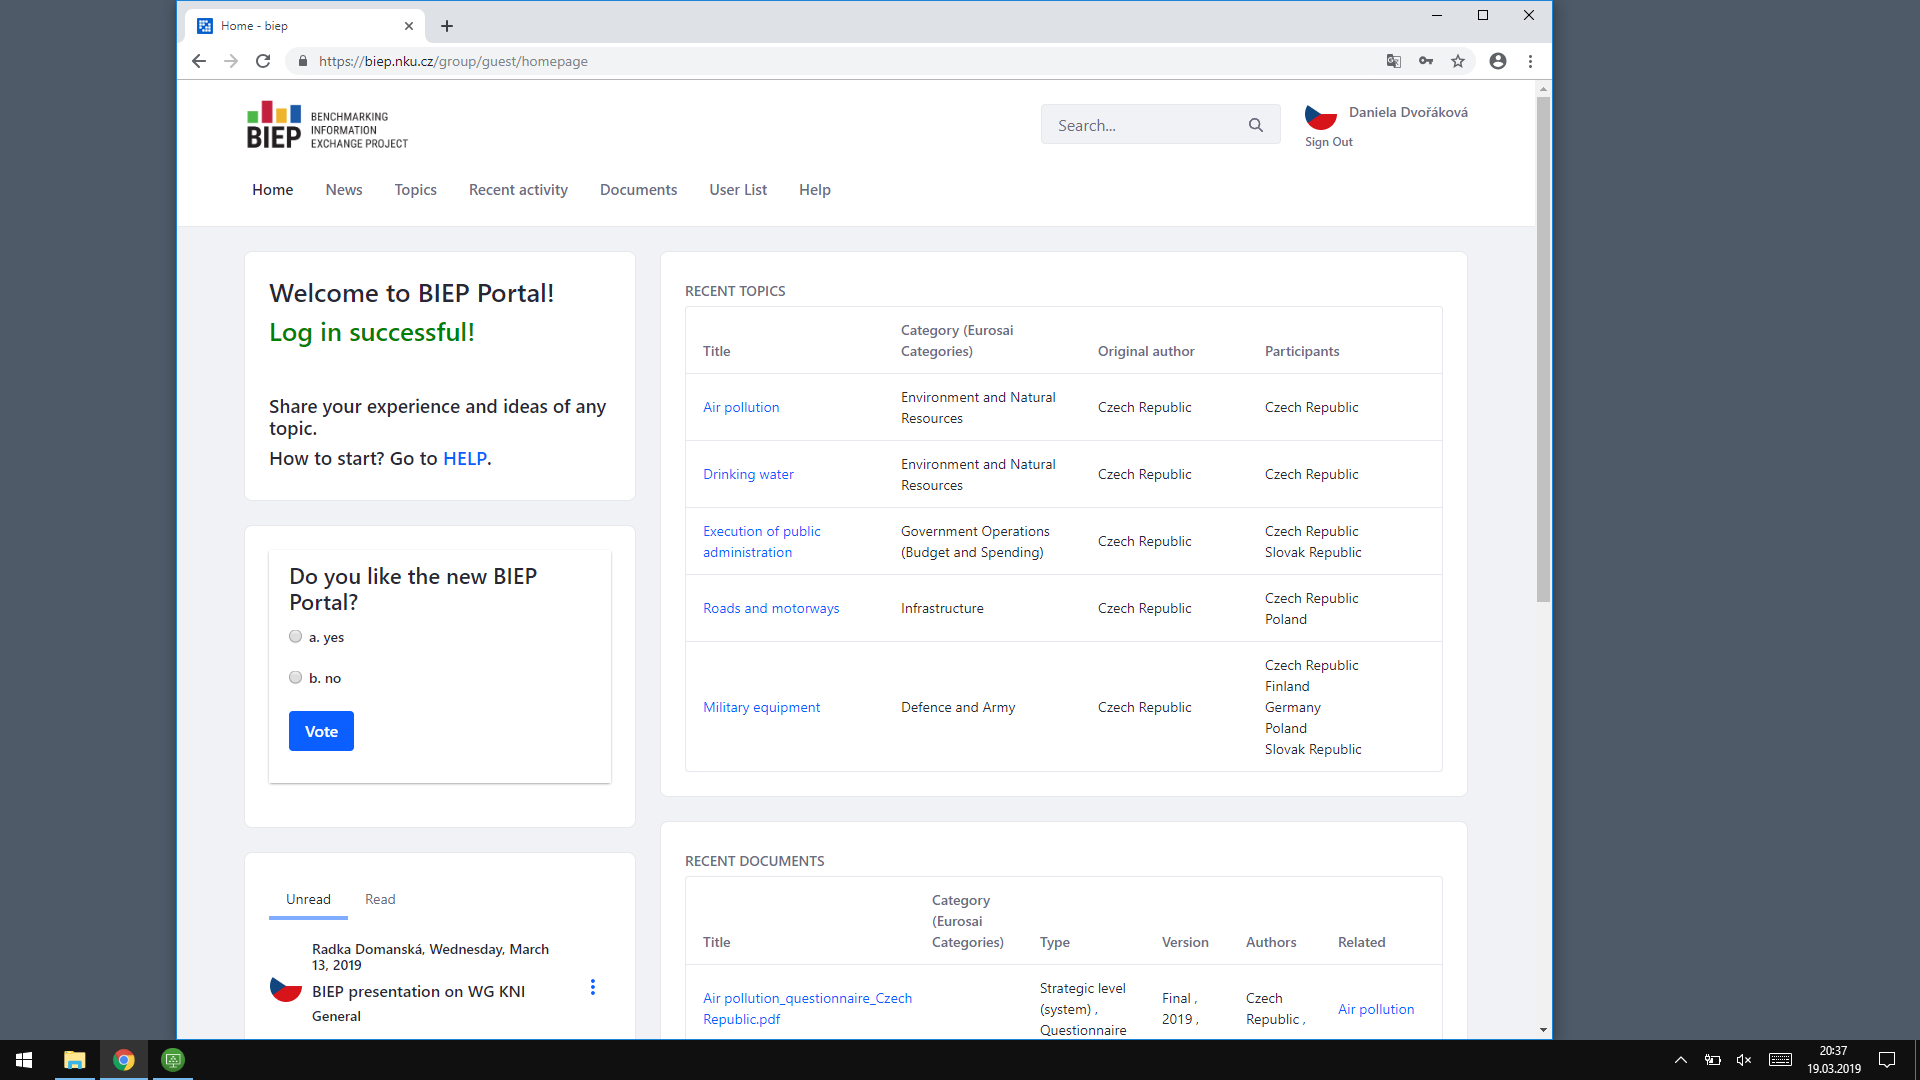 Home - biep
https://biep.nku.cz/group/guest/homepage
BIEP
BENCHMARKING
INFORMATION
EXCHANGE PROJECT
Search...
Daniela Dvořáková
Sign Out
Home News Topics Recent activity Documents User List Help
Welcome to BIEP Portal!
Log in successful!
Share your experience and ideas of any
topic.
How to start? Go to HELP.
Do you like the new BIEP
Portal?
a. yes
b. no
Vote
Unread Read
Radka Domanská, Wednesday, March
13, 2019
BIEP presentation on WG KNI
General
RECENT TOPICS
Category (Eurosai
Title Categories) Original author Participants
Environment and Natural
Air pollution Resources Czech Republic Czech Republic
Environment and Natural
Drinking water Resources Czech Republic Czech Republic
Execution of public Government Operations Czech Republic
administration (Budget and Spending) Czech Republic Slovak Republic
Czech Republic
Roads and motorways Infrastructure Czech Republic
Poland
Czech Republic
Finland
Military equipment Defence and Army Czech Republic Germany
Poland
Slovak Republic
RECENT DOCUMENTS
Category
(Eurosai
Title Categories) Type Version Authors Related
Strategic level
Air pollution_questionnaire_Czech (system) , Final , Czech Air pollution
Republic.pdf Questionnaire 2019 , Republic ,
20:37
19.03.2019